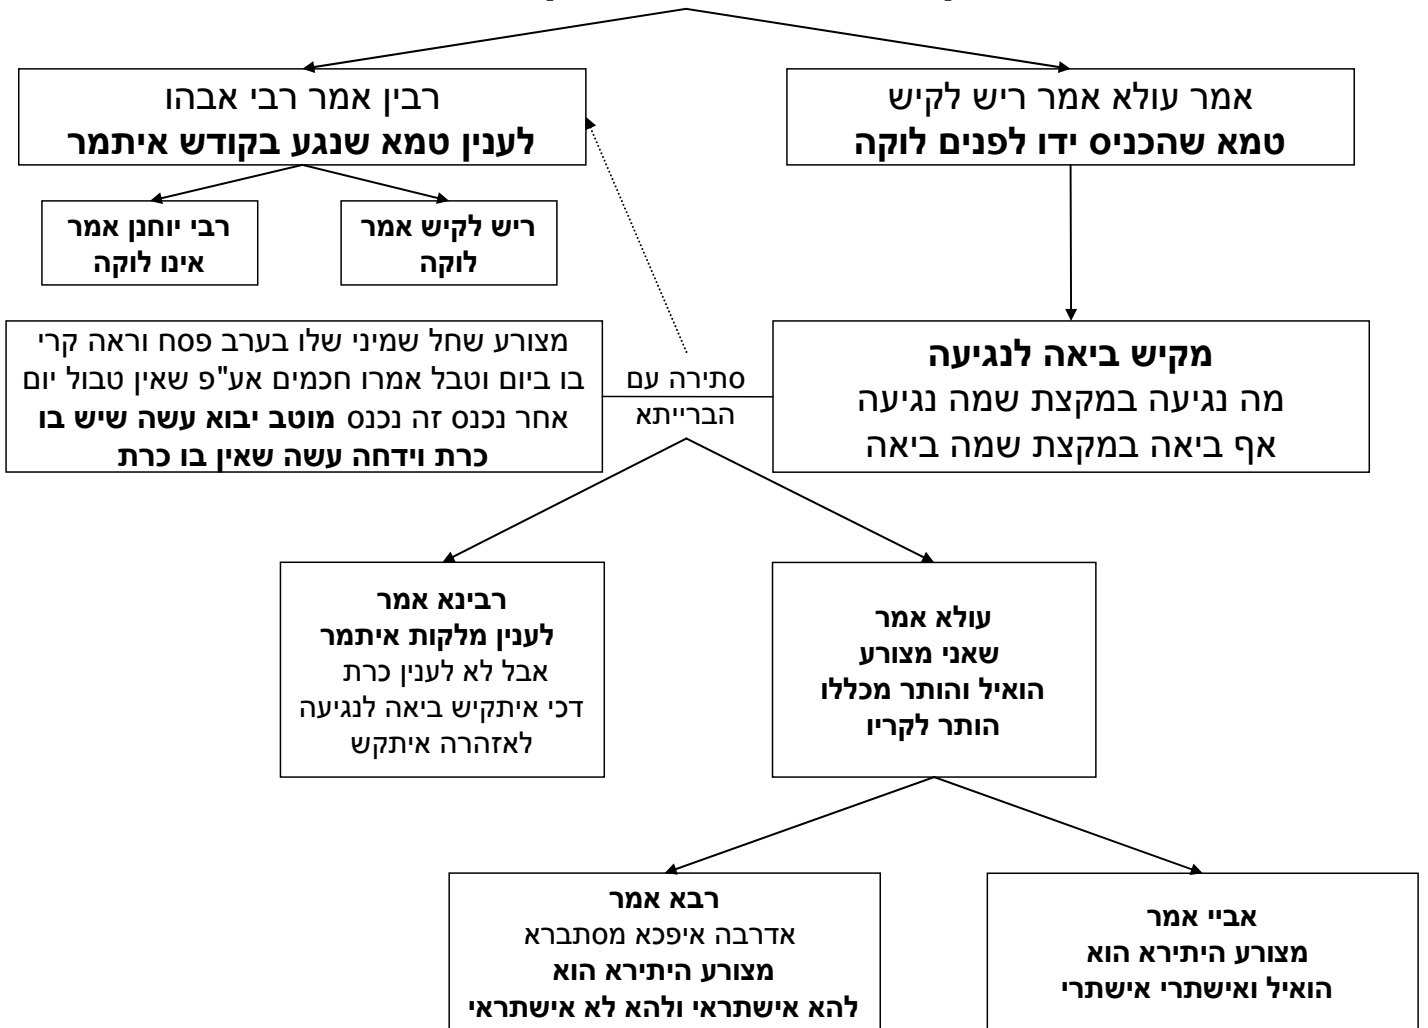 אמר עולא אמר ריש לקיש
טמא שהכניס ידו לפנים לוקה
רבין אמר רבי אבהו
לענין טמא שנגע בקודש איתמר
ריש לקיש אמר
לוקה
רבי יוחנן אמר
אינו לוקה
מקיש ביאה לנגיעה
מה נגיעה במקצת שמה נגיעה
אף ביאה במקצת שמה ביאה
סתירה עם
הברייתא
מצורע שחל שמיני שלו בערב פסח וראה קרי
בו ביום וטבל אמרו חכמים אע"פ שאין טבול יום
אחר נכנס זה נכנס מוטב יבוא עשה שיש בו
כרת וידחה עשה שאין בו כרת
עולא אמר
שאני מצורע
הואיל והותר מכללו
הותר לקריו
רבינא אמר
לענין מלקות איתמר
אבל לא לענין כרת
דכי איתקיש ביאה לנגיעה
לאזהרה איתקש
אביי אמר
מצורע היתירא הוא
הואיל ואישתרי אישתרי
רבא אמר
אדרבה איפכא מסתברא
מצורע היתירא הוא
להא אישתראי ולהא לא אישתראי